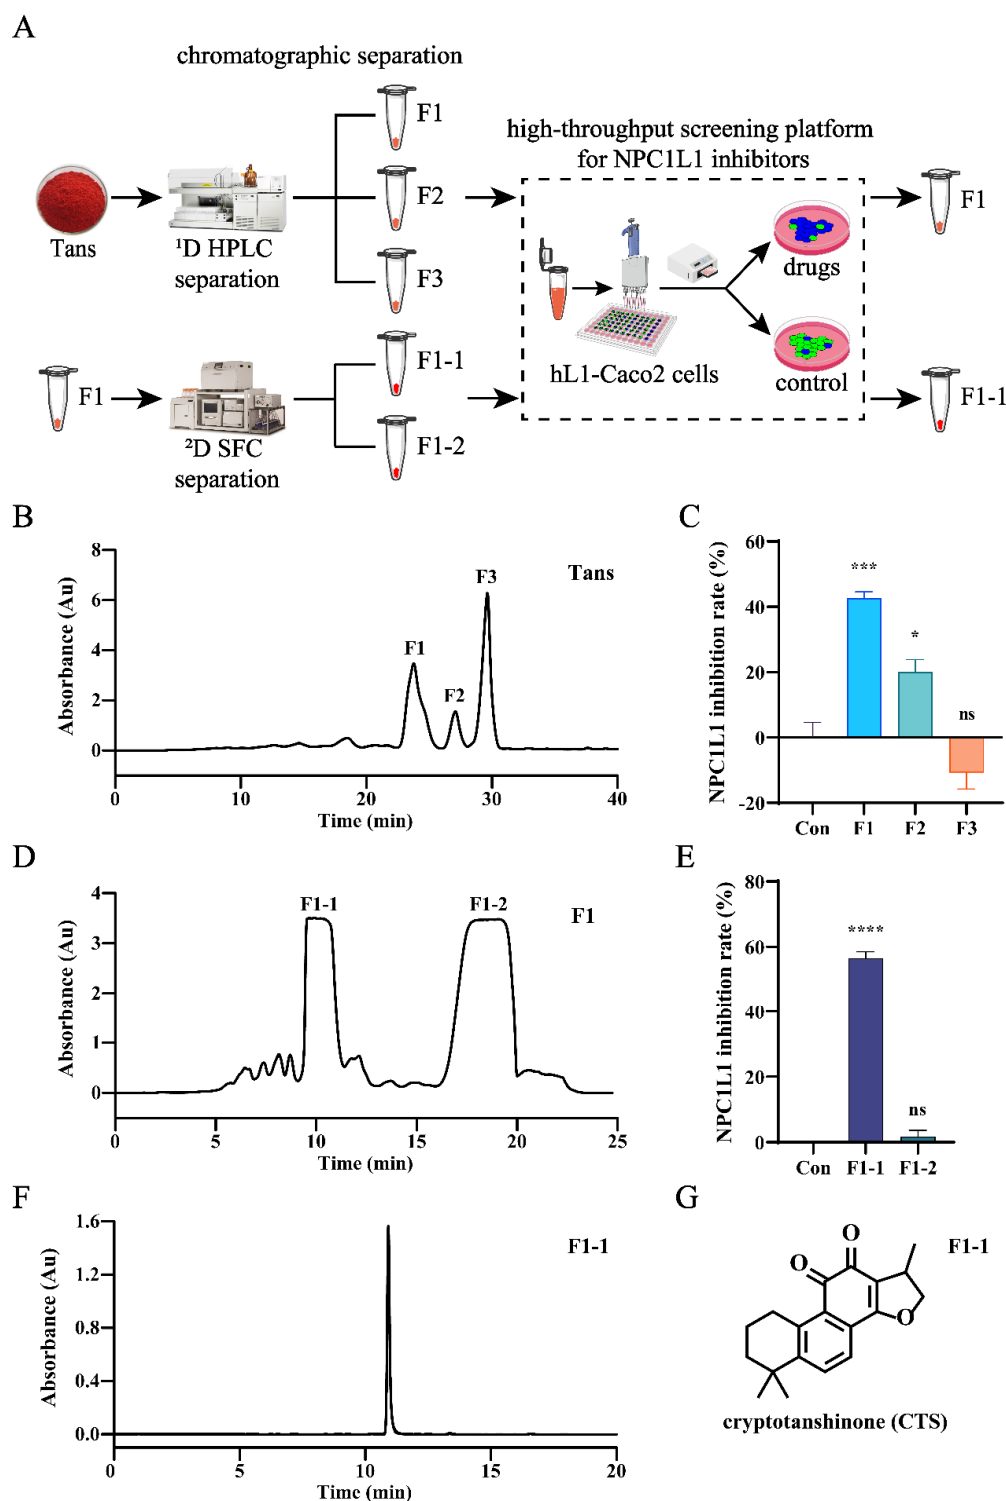 A
chromatographic separation
F1
F2
F3
Tans
¹D HPLC
separation
high-throughput screening platform
for NPC1L1 inhibitors
drugs
control
hL1-Caco2 cells
F1
F1
²D SFC
separation
F1-1
F1-2
F1-1
B
Absorbance (Au)
8
6
4
2
0
0
10
20
30
40
Time (min)
F1
F2
F3
Tans
C
NPC1L1 inhibition rate (%)
60
40
20
0
-20
***
*
ns
Con
F1
F2
F3
D
Absorbance (Au)
4
3
2
1
0
0
5
10
15
20
25
Time (min)
F1-1
F1-2
F1
E
NPC1L1 inhibition rate (%)
80
60
40
20
0
****
ns
Con
F1-1
F1-2
F
Absorbance (Au)
1.6
1.2
0.8
0.4
0.0
0
5
10
15
20
Time (min)
F1-1
G
F1-1
O
O
O
cryptotanshinone (CTS)